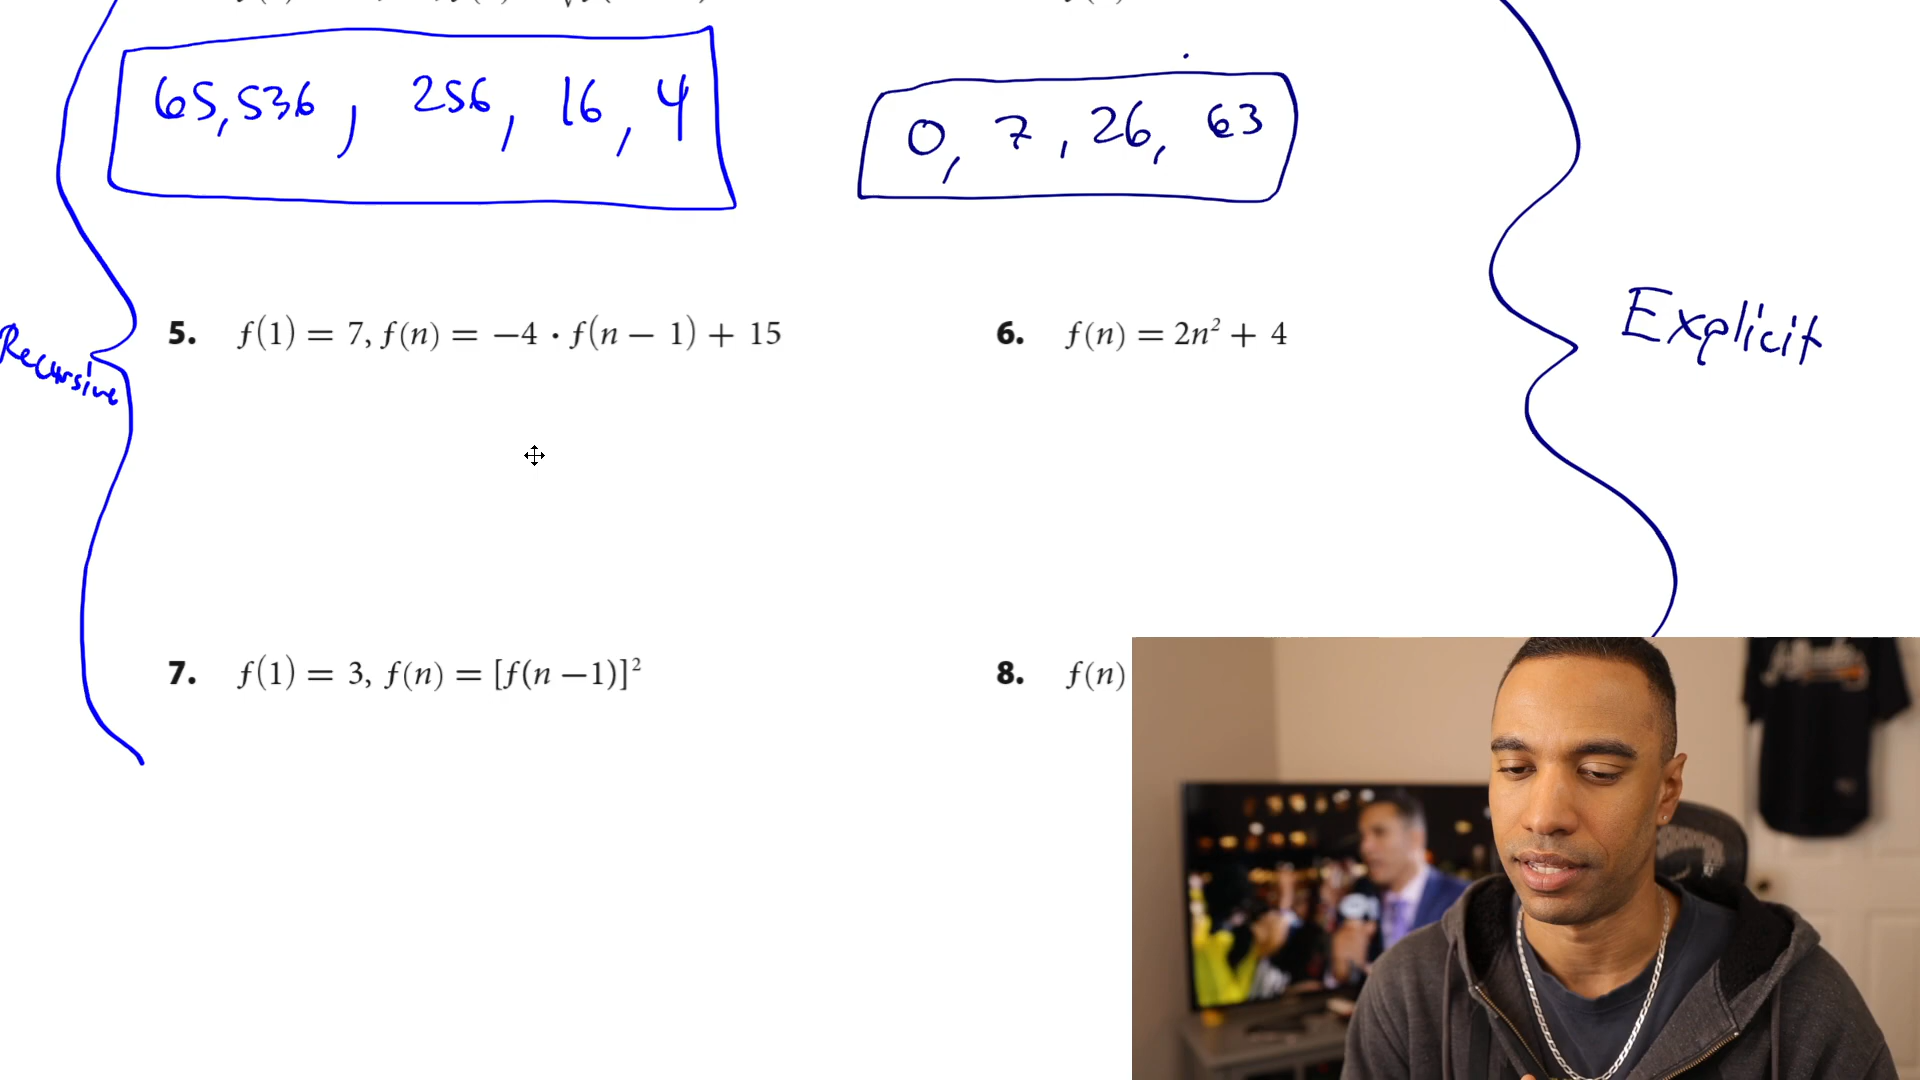 65,536, 256, 16, 4
0, 7, 26, 63
5. f(1) = 7, f(n) = −4 · f(n − 1) + 15
6. f(n) = 2n² + 4
Explicit
Recursive
7. f(1) = 3, f(n) = [f(n −1)]²
8. f(n)